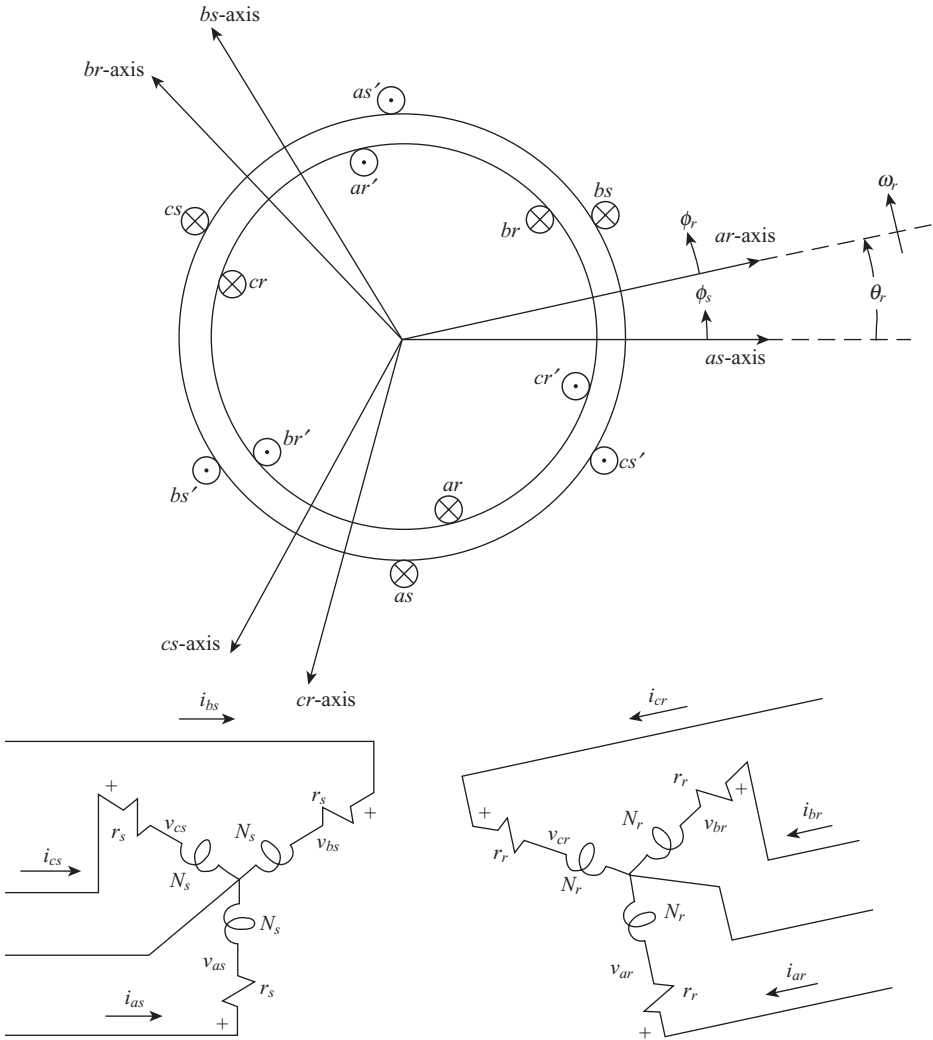 bs-axis
br-axis
as′
ar′
bs
cs
br
ϕr
ar-axis
ωr
cr
ϕs
θr
as-axis
cr′
br′
cs′
bs′
ar
as
cs-axis
cr-axis
ibs
icr
+
rs
+
rr
+
+
rs
vcs
Ns
vbs
rr
vcr
Nr
vbr
ibr
ics
Ns
Nr
Ns
Nr
vas
var
ias
rs
rr
iar
+
+